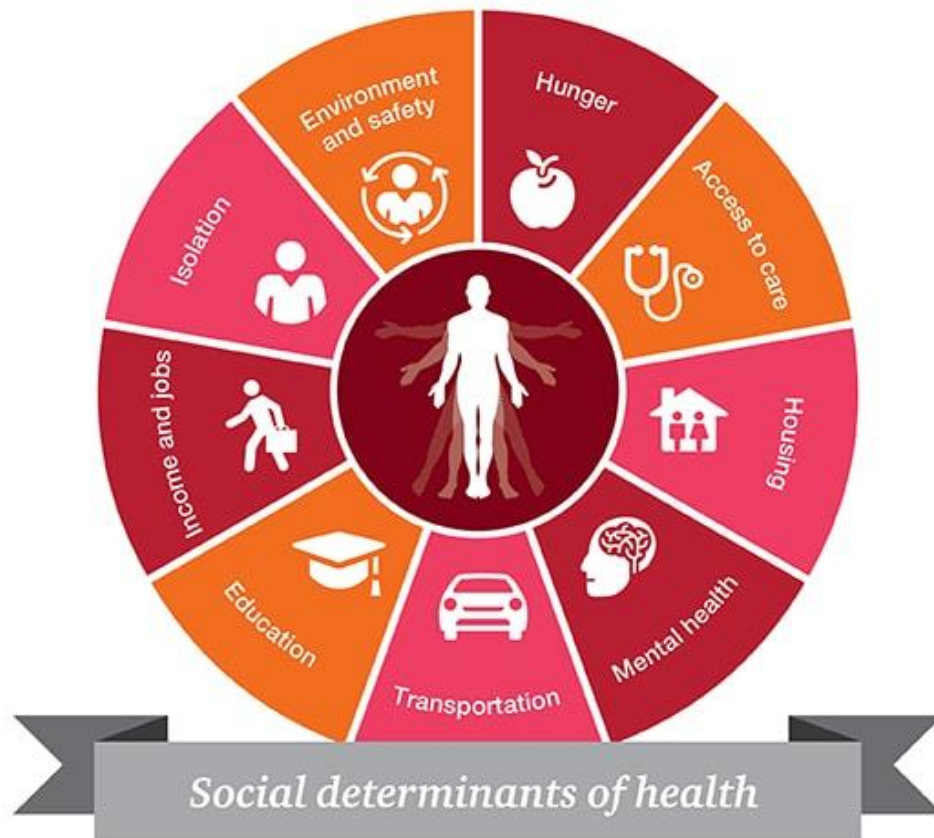 Environment
and safety
Hunger
Access to care
Housing
Mental health
Transportation
Education
Income and jobs
Isolation
Social determinants of health